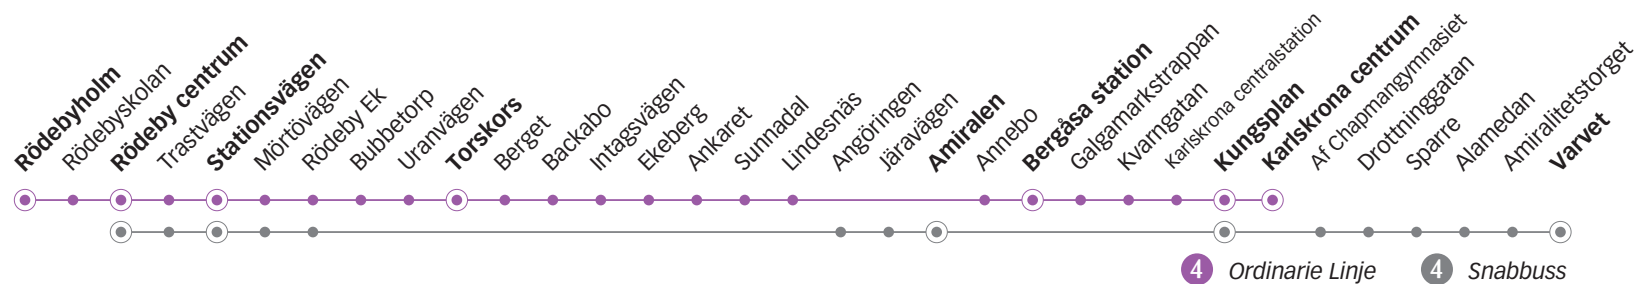 Rödebyholm
Rödebyskolan
Rödeby centrum
Trastvägen
Stationsvägen
Mörtövägen
Rödeby Ek
Bubbetorp
Uranvägen
Torskors
Berget
Backabo
Intagsvägen
Ekeberg
Ankaret
Sunnadal
Lindesnäs
Angöringen
Järavägen
Amiralen
Annebo
Bergåsa station
Galgamarkstrappan
Kvarngatan
Karlskrona centralstation
Kungsplan
Karlskrona centrum
Af Chapmangymnasiet
Drottninggatan
Sparre
Alamedan
Amiralitetstorget
Varvet
4 Ordinarie Linje 4 Snabbuss